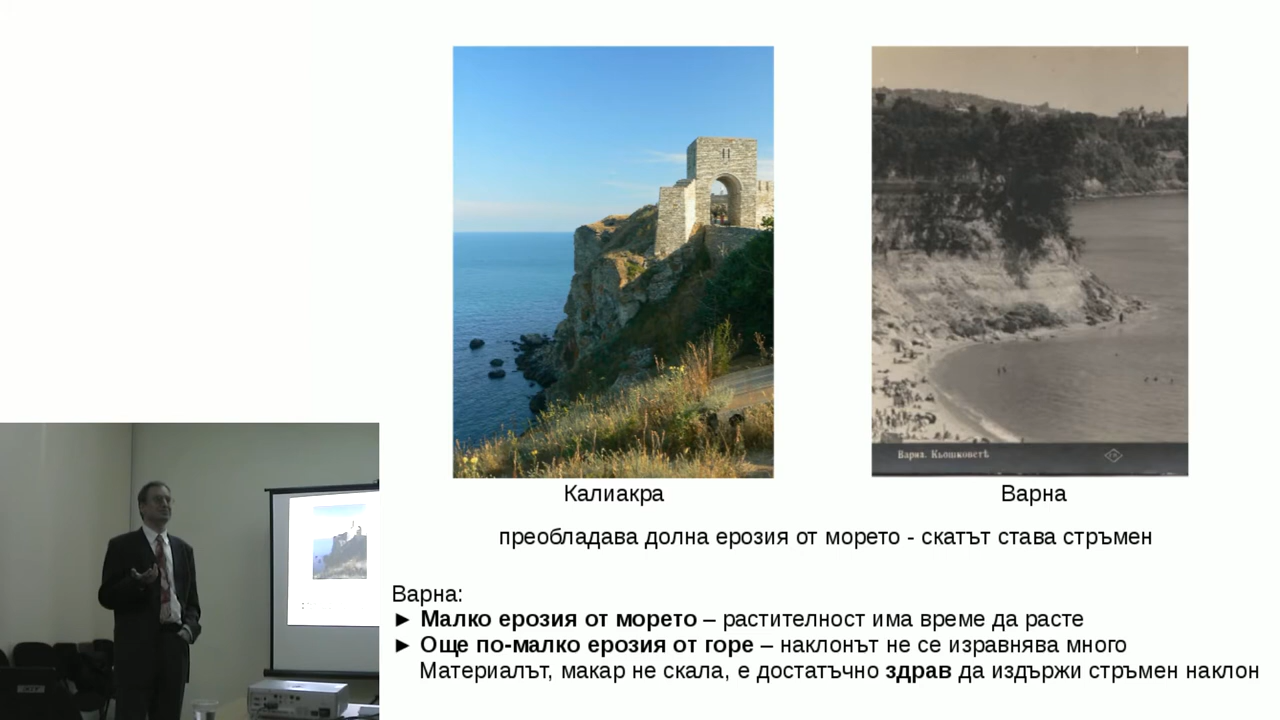 Варна. Кьошковетѣ
Калиакра
Варна
преобладава долна ерозия от морето - скатът става стръмен
Варна:
► Малко ерозия от морето – растителност има време да расте
► Още по-малко ерозия от горе – наклонът не се изравнява много
Материалът, макар не скала, е достатъчно здрав да издържи стръмен наклон